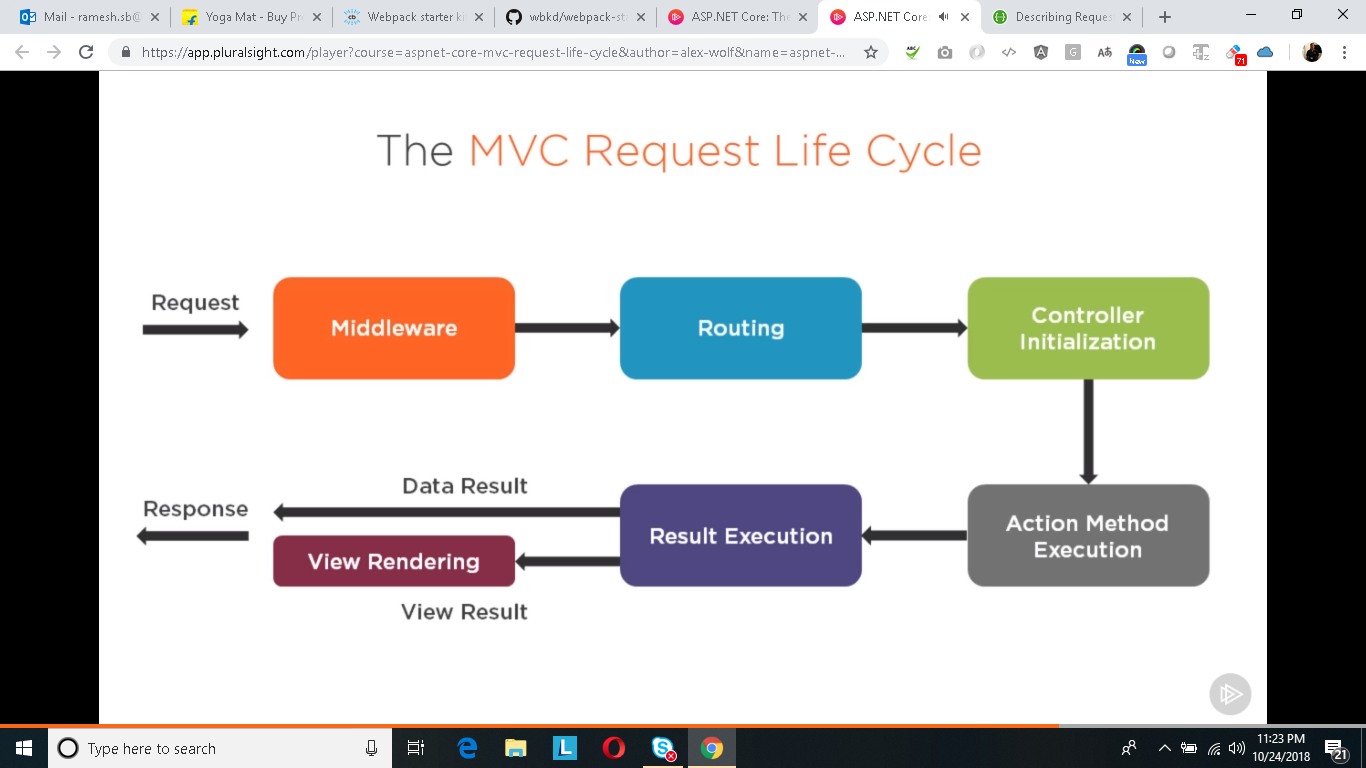 Mail - ramesh.sb@
Yoga Mat - Buy Pr
Webpack starter ki
wbkd/webpack-sta
ASP.NET Core: The
ASP.NET Core:
Describing Reques
https://app.pluralsight.com/player?course=aspnet-core-mvc-request-life-cycle&author=alex-wolf&name=aspnet-...
ABC
G
New
71
The MVC Request Life Cycle
Request
Middleware
Routing
Controller
Initialization
Data Result
Response
Result Execution
Action Method
Execution
View Rendering
View Result
Type here to search
L
11:23 PM
10/24/2018
21